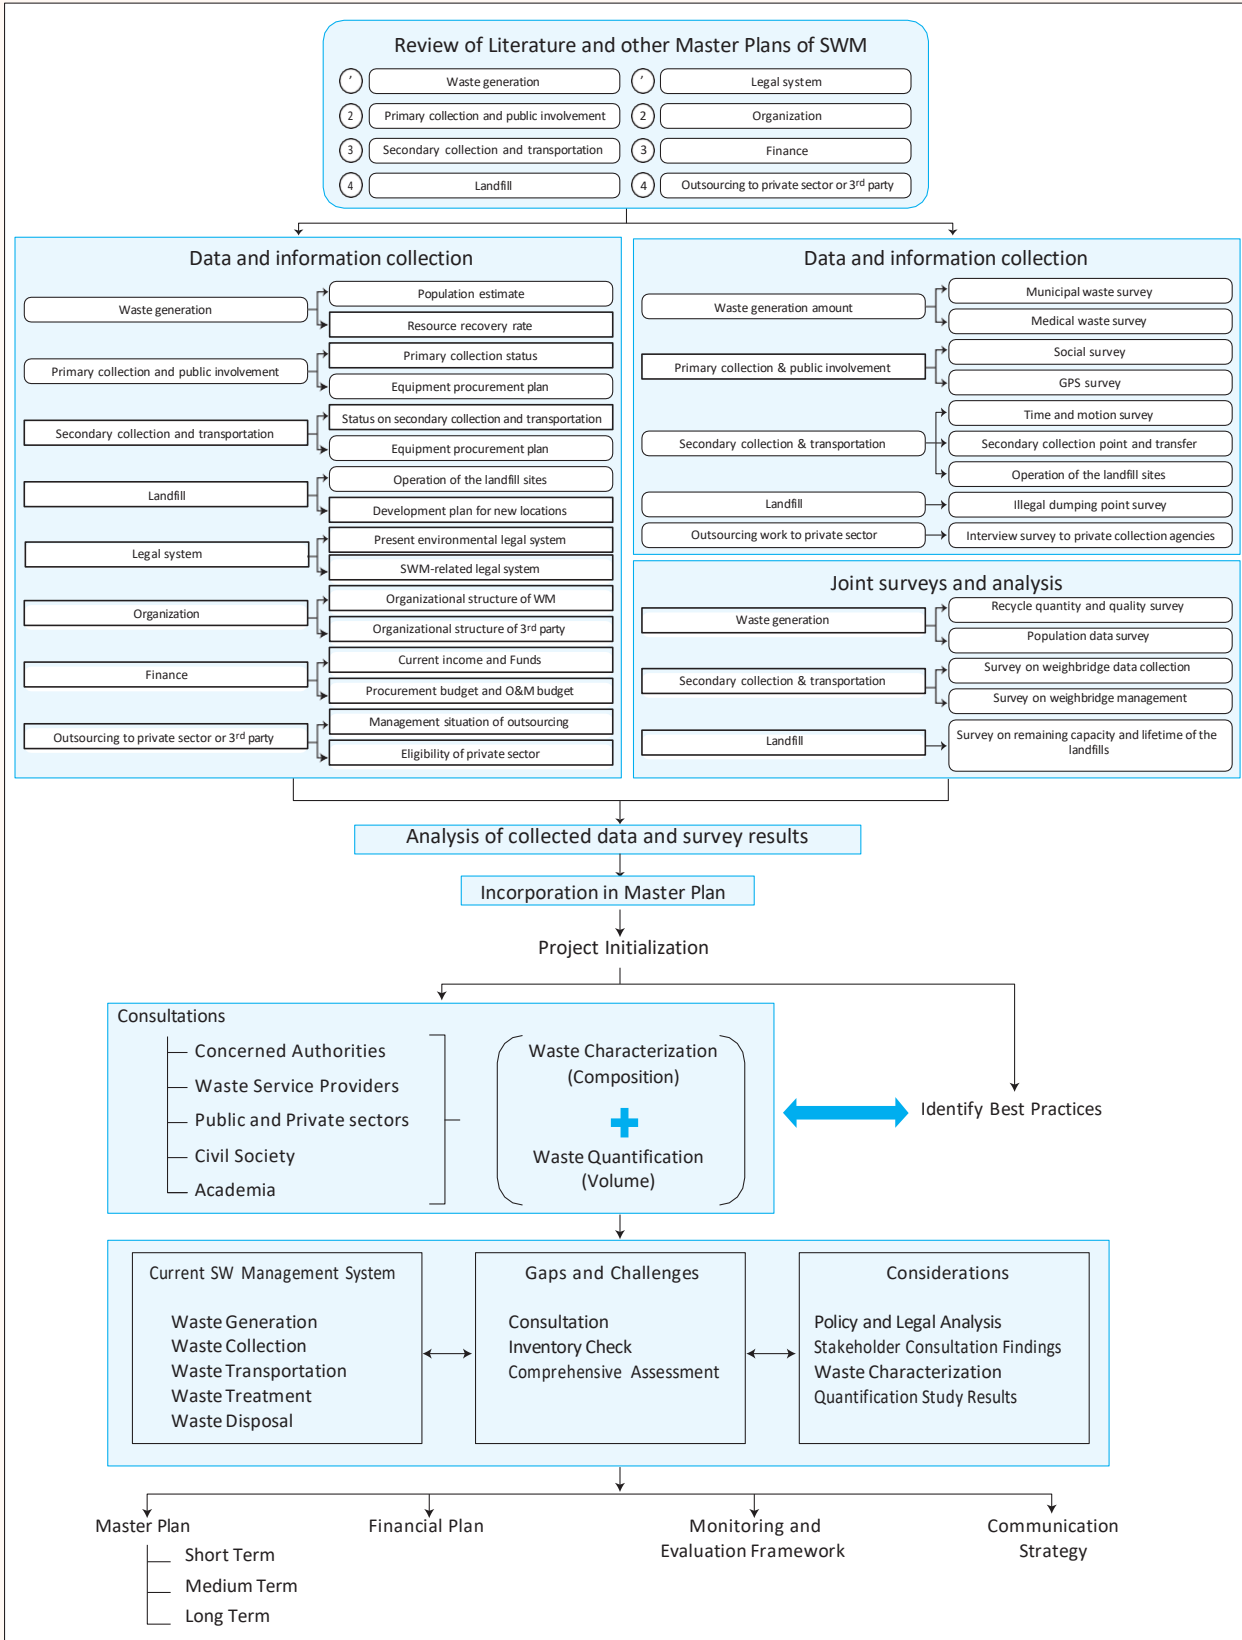 Review of Literature and other Master Plans of SWM
′ Waste generation
2 Primary collection and public involvement
3 Secondary collection and transportation
4 Landfill
′ Legal system
2 Organization
3 Finance
4 Outsourcing to private sector or 3rd party
Data and information collection
Waste generation
Population estimate
Resource recovery rate
Primary collection and public involvement
Primary collection status
Equipment procurement plan
Secondary collection and transportation
Status on secondary collection and transportation
Equipment procurement plan
Landfill
Operation of the landfill sites
Development plan for new locations
Legal system
Present environmental legal system
SWM-related legal system
Organization
Organizational structure of WM
Organizational structure of 3rd party
Finance
Current income and Funds
Procurement budget and O&M budget
Outsourcing to private sector or 3rd party
Management situation of outsourcing
Eligibility of private sector
Data and information collection
Waste generation amount
Municipal waste survey
Medical waste survey
Primary collection & public involvement
Social survey
GPS survey
Secondary collection & transportation
Time and motion survey
Secondary collection point and transfer
Operation of the landfill sites
Landfill
Illegal dumping point survey
Outsourcing work to private sector
Interview survey to private collection agencies
Joint surveys and analysis
Waste generation
Recycle quantity and quality survey
Population data survey
Secondary collection & transportation
Survey on weighbridge data collection
Survey on weighbridge management
Landfill
Survey on remaining capacity and lifetime of the
landfills
Analysis of collected data and survey results
Incorporation in Master Plan
Project Initialization
Consultations
Concerned Authorities
Waste Service Providers
Public and Private sectors
Civil Society
Academia
Waste Characterization
(Composition)
Waste Quantification
(Volume)
Identify Best Practices
Current SW Management System
Waste Generation
Waste Collection
Waste Transportation
Waste Treatment
Waste Disposal
Gaps and Challenges
Consultation
Inventory Check
Comprehensive Assessment
Considerations
Policy and Legal Analysis
Stakeholder Consultation Findings
Waste Characterization
Quantification Study Results
Master Plan
Short Term
Medium Term
Long Term
Financial Plan
Monitoring and
Evaluation Framework
Communication
Strategy